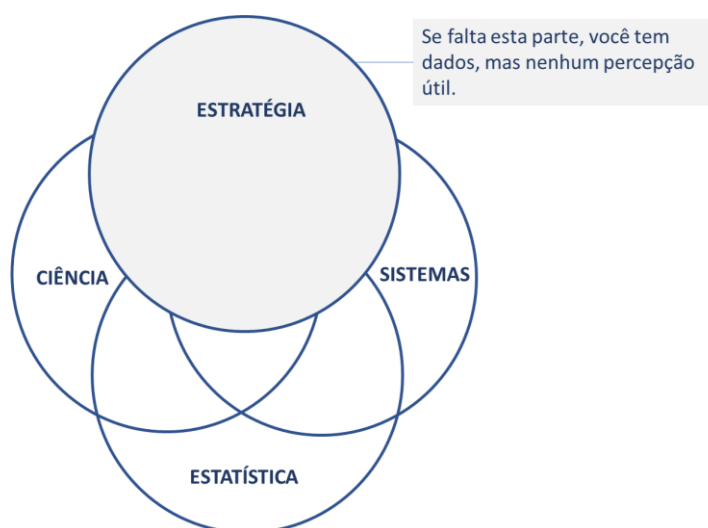 Se falta esta parte, você tem
dados, mas nenhum percepção
útil.
ESTRATÉGIA
CIÊNCIA
SISTEMAS
ESTATÍSTICA